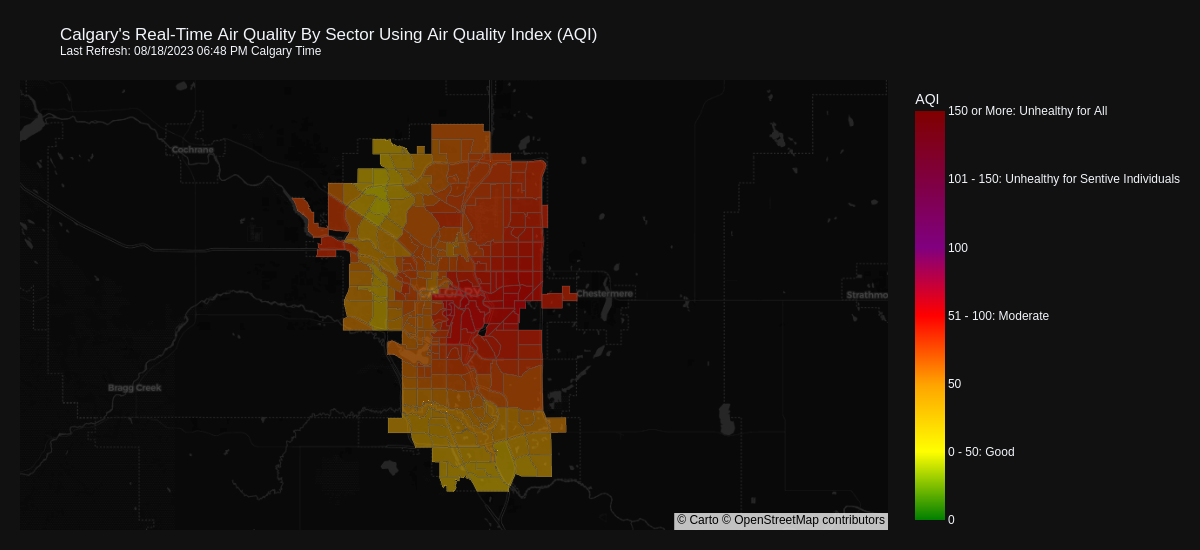 Calgary's Real-Time Air Quality By Sector Using Air Quality Index (AQI)
Last Refresh: 08/18/2023 06:48 PM Calgary Time
AQI
150 or More: Unhealthy for All
Cochrane
101 - 150: Unhealthy for Sentive Individuals
100
CALGARY
Chestermere
Strathmo
51 - 100: Moderate
Bragg Creek
50
0 - 50: Good
© Carto © OpenStreetMap contributors
0